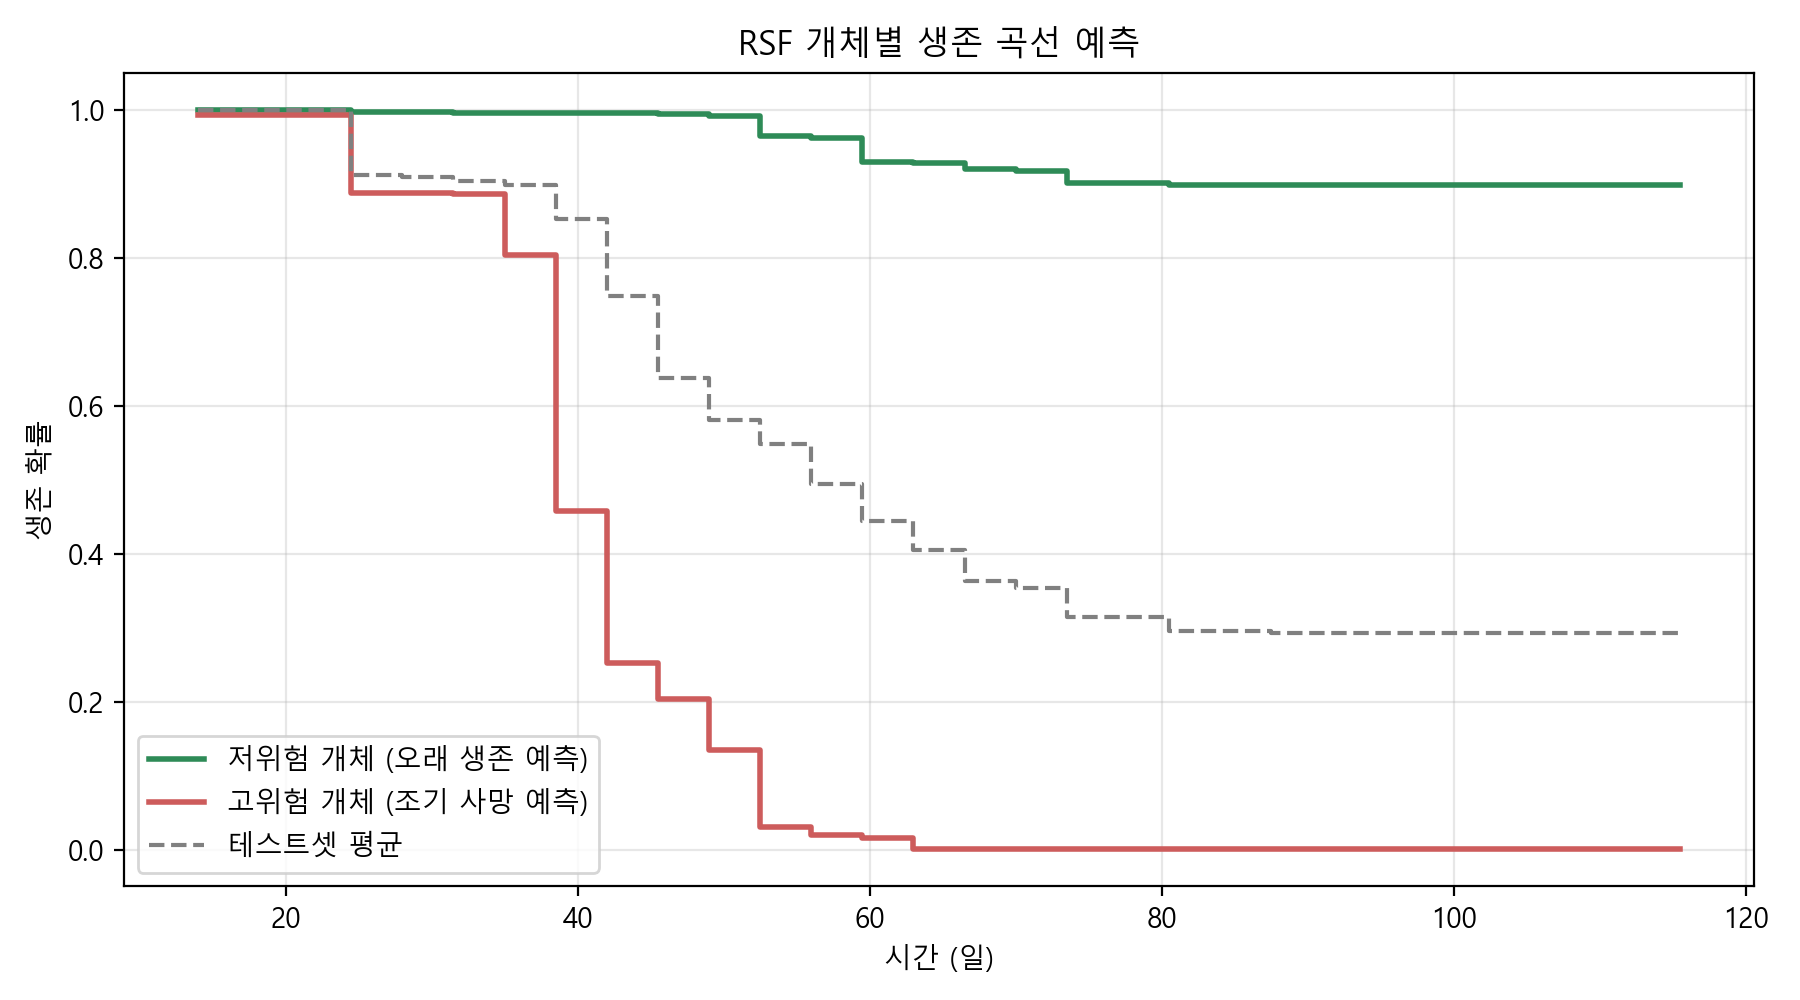 RSF 개체별 생존 곡선 예측
생존 확률
1.0
0.8
0.6
0.4
0.2
0.0
저위험 개체 (오래 생존 예측)
고위험 개체 (조기 사망 예측)
테스트셋 평균
20 40 60 80 100 120
시간 (일)